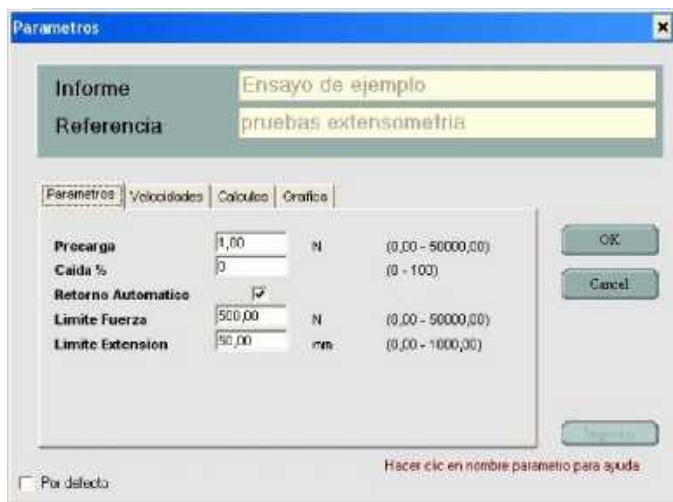 Parametros
Informe Ensayo de ejemplo
Referencia pruebas extensometria
Parametros Velocidades Calculos Grafico
Precarga 1,00 N (0,00 - 50000,00)
Caida % 0 (0 - 100)
Retorno Automatico
Limite Fuerza 500,00 N (0,00 - 50000,00)
Limite Extension 50,00 mm (0,00 - 1000,00)
OK
Cancel
Hacer clic en nombre parametro para ayuda
Por defecto